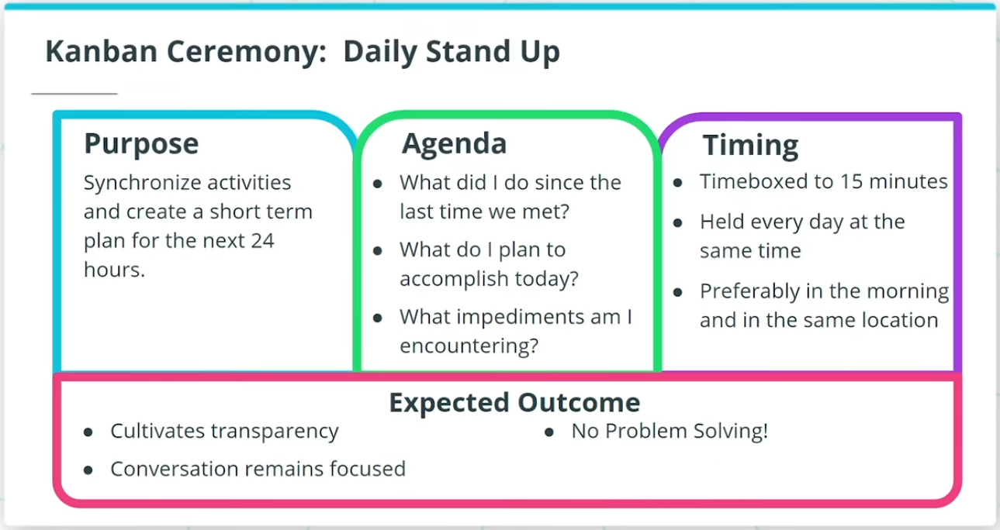 Kanban Ceremony:  Daily Stand Up
Purpose
Synchronize activities
and create a short term
plan for the next 24
hours.
Agenda
● What did I do since the
last time we met?
● What do I plan to
accomplish today?
● What impediments am I
encountering?
Timing
● Timeboxed to 15 minutes
● Held every day at the
same time
● Preferably in the morning
and in the same location
Expected Outcome
● Cultivates transparency
● Conversation remains focused
● No Problem Solving!